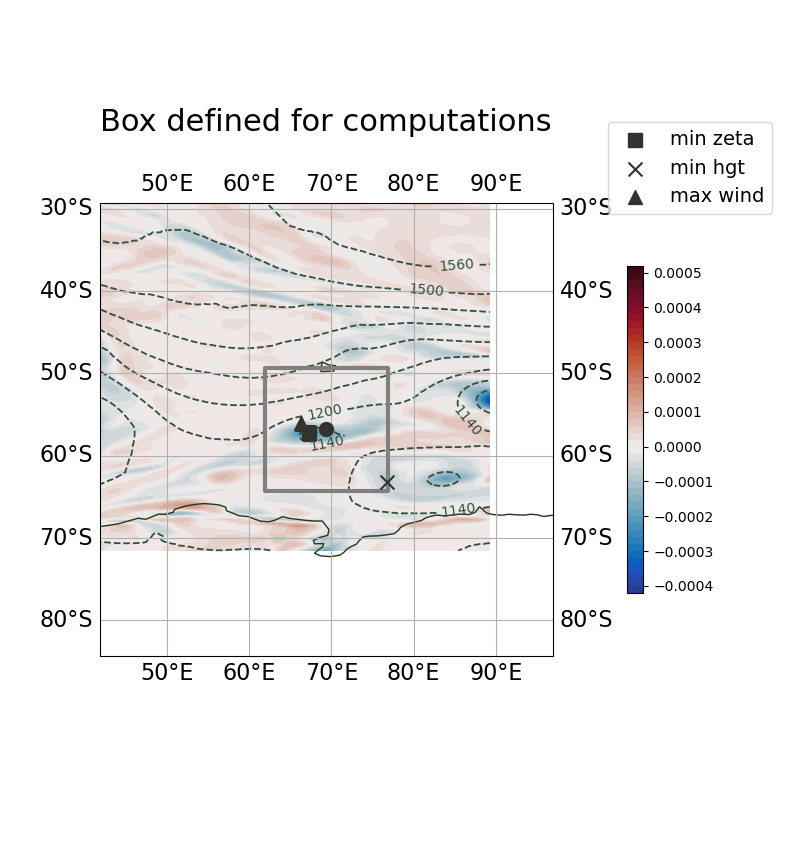 Box defined for computations
min zeta
min hgt
max wind
50°E 60°E 70°E 80°E 90°E
30°S 30°S
1560
40°S 1500 40°S
50°S 50°S
1200
1140
1140
60°S 60°S
1140
70°S 70°S
80°S 80°S
50°E 60°E 70°E 80°E 90°E
0.0005
0.0004
0.0003
0.0002
0.0001
0.0000
−0.0001
−0.0002
−0.0003
−0.0004